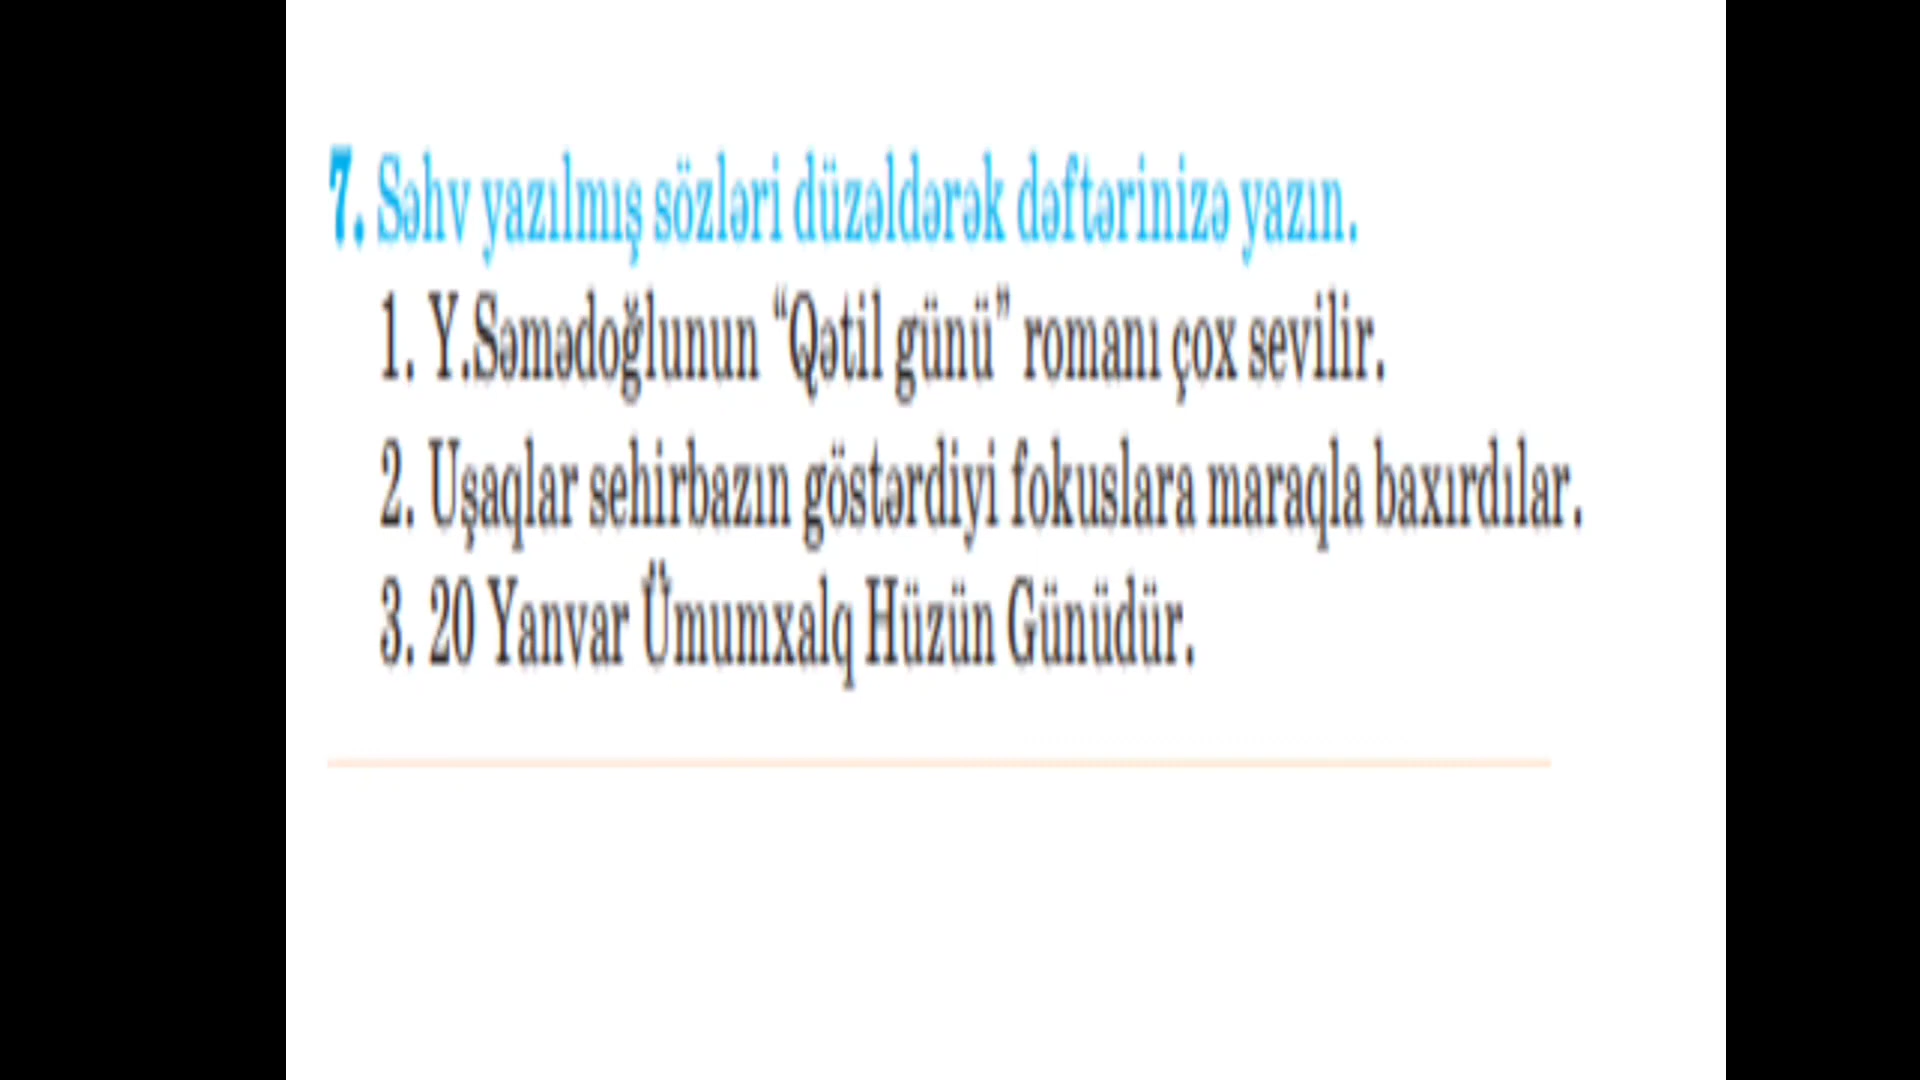 7. Səhv yazılmış sözləri düzəldərək dəftərinizə yazın.
1. Y.Səmədoğlunun “Qətil günü” romanı çox sevilir.
2. Uşaqlar sehirbazın göstərdiyi fokuslara maraqla baxırdılar.
3. 20 Yanvar Ümumxalq Hüzün Günüdür.